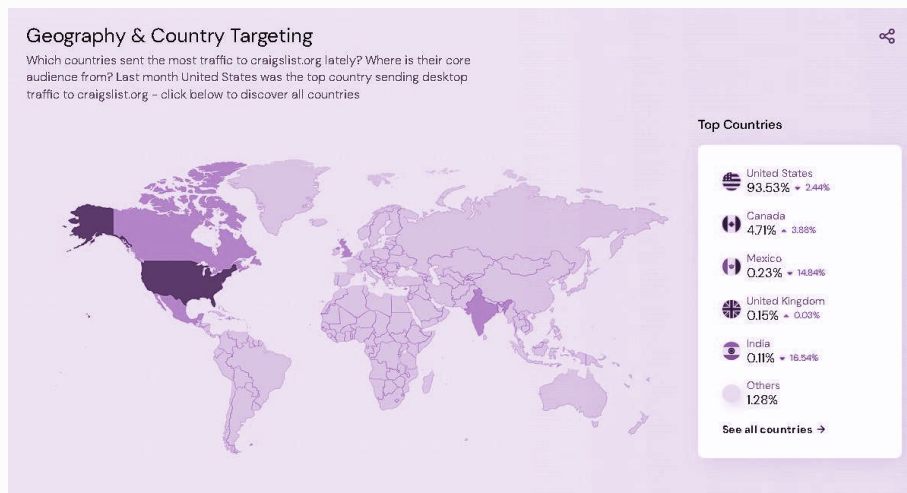 Geography & Country Targeting
Which countries sent the most traffic to craigslist.org lately? Where is their core
audience from? Last month United States was the top country sending desktop
traffic to craigslist.org - click below to discover all countries
Top Countries
United States
93.53% ▼ 2.44%
Canada
4.71% ▲ 3.88%
Mexico
0.23% ▼ 14.84%
United Kingdom
0.15% ▲ 0.03%
India
0.11% ▼ 16.54%
Others
1.28%
See all countries →